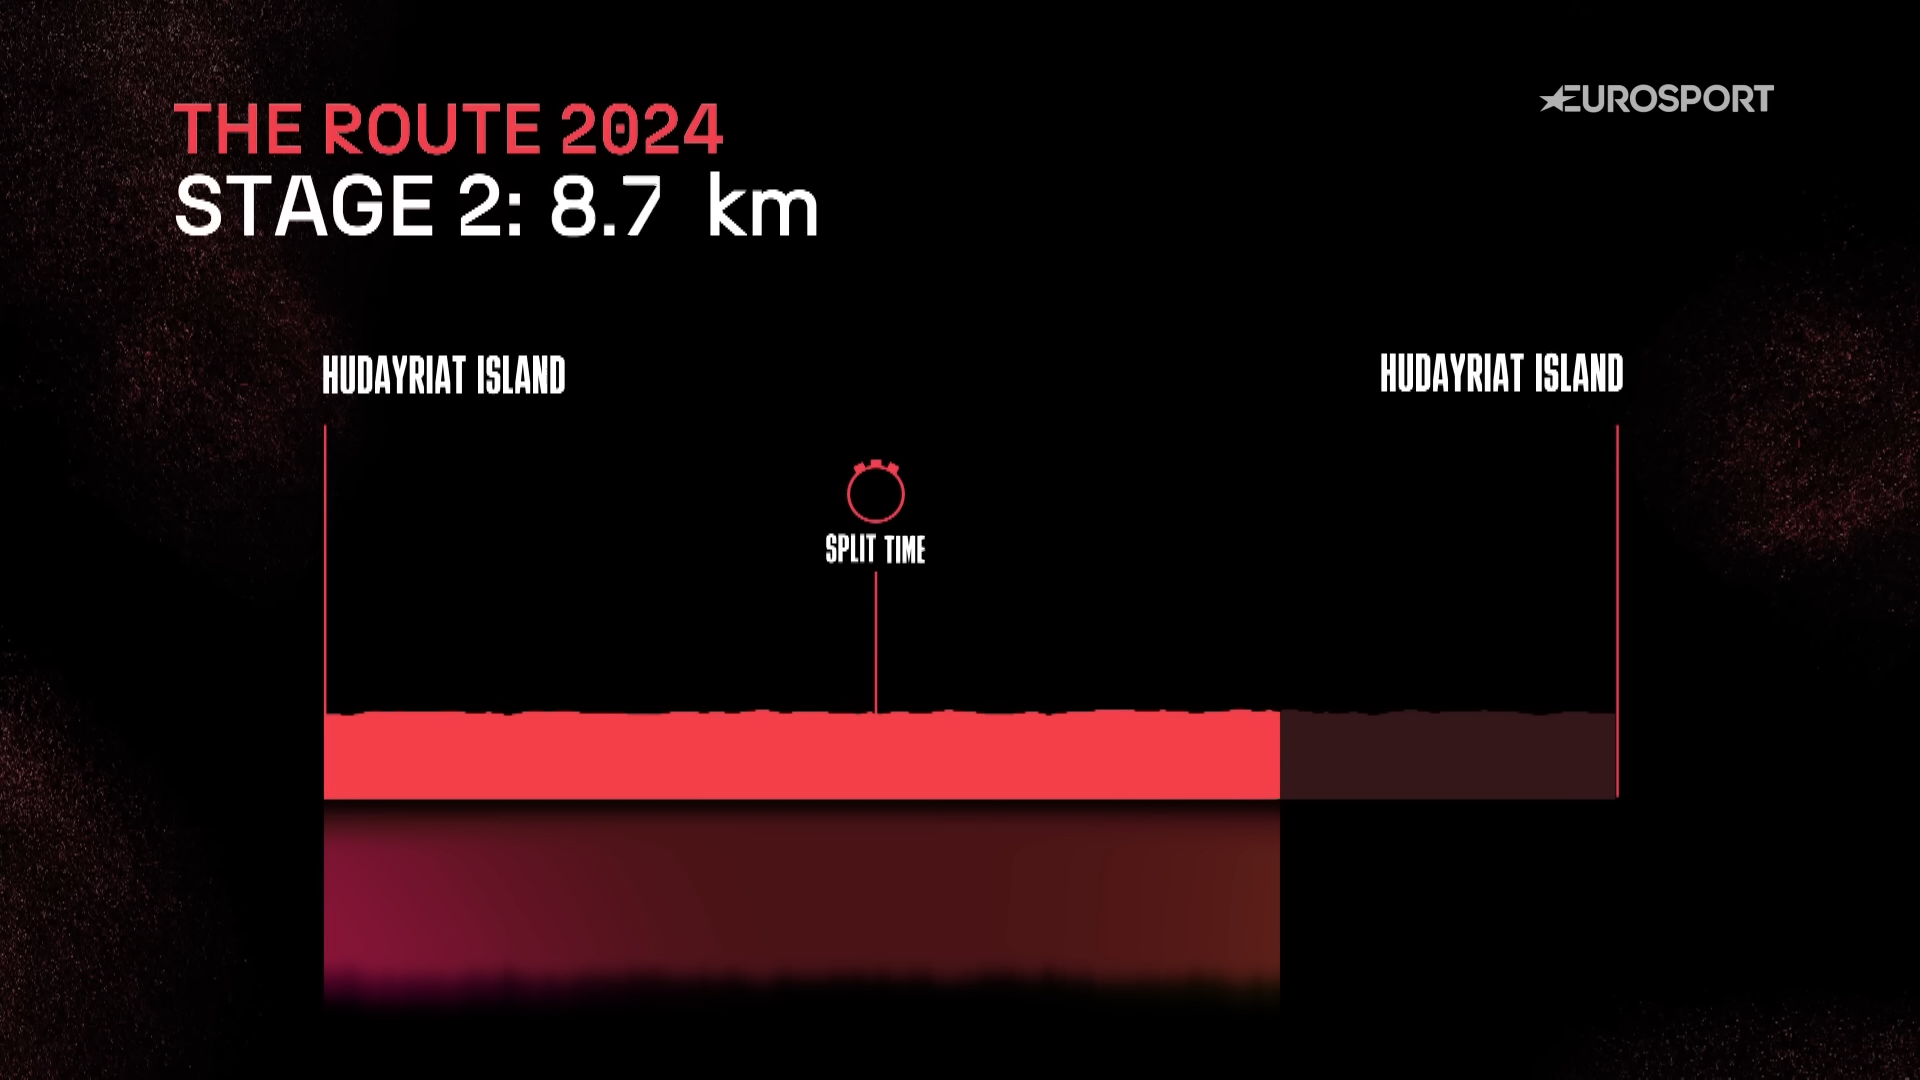 THE ROUTE 2024
EUROSPORT
STAGE 2: 8.7 km
HUDAYRIAT ISLAND
HUDAYRIAT ISLAND
SPLIT TIME